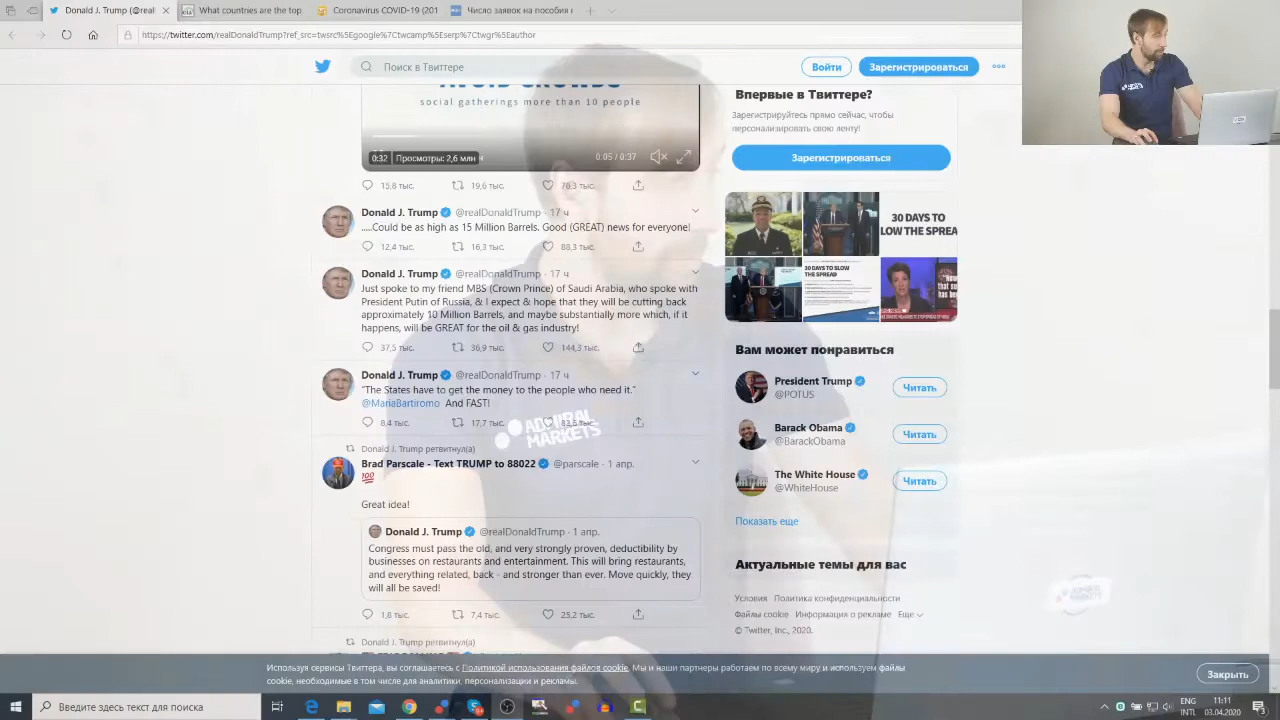 Donald J. Trump (@real
What countries are the top
Coronavirus COVID-19 (201
Число заявок на пособия
https://twitter.com/realDonaldTrump?ref_src=twsrc%5Egoogle%7Ctwcamp%5Eserp%7Ctwgr%5Eauthor
Поиск в Твиттере
Войти
Зарегистрироваться
AVOID CROWDS
social gatherings more than 10 people
0:32 Просмотры: 2,6 млн
0:05 / 0:37
15,8 тыс. 19,6 тыс. 76,3 тыс.
Donald J. Trump @realDonaldTrump · 17 ч
.....Could be as high as 15 Million Barrels. Good (GREAT) news for everyone!
12,4 тыс. 16,3 тыс. 88,3 тыс.
Donald J. Trump @realDonaldTrump · 17 ч
Just spoke to my friend MBS (Crown Prince) of Saudi Arabia, who spoke with
President Putin of Russia, & I expect & hope that they will be cutting back
approximately 10 Million Barrels, and maybe substantially more which, if it
happens, will be GREAT for the oil & gas industry!
37,5 тыс. 36,9 тыс. 144,3 тыс.
Donald J. Trump @realDonaldTrump · 17 ч
“The States have to get the money to the people who need it.”
@MariaBartiromo And FAST!
8,4 тыс. 17,7 тыс. 83,6 тыс.
ADMIRAL
MARKETS
Donald J. Trump ретвитнул(а)
Brad Parscale - Text TRUMP to 88022 @parscale · 1 апр.
💯
Great idea!
Donald J. Trump @realDonaldTrump · 1 апр.
Congress must pass the old, and very strongly proven, deductibility by
businesses on restaurants and entertainment. This will bring restaurants,
and everything related, back - and stronger than ever. Move quickly, they
will all be saved!
1,8 тыс. 7,4 тыс. 25,2 тыс.
Donald J. Trump ретвитнул(а)
Впервые в Твиттере?
Зарегистрируйтесь прямо сейчас, чтобы
персонализировать свою ленту!
Зарегистрироваться
30 DAYS TO
LOW THE SPREA
30 DAYS TO SLOW
THE SPREAD
Вам может понравиться
President Trump
@POTUS
Читать
Barack Obama
@BarackObama
Читать
The White House
@WhiteHouse
Читать
Показать еще
Актуальные темы для вас
Условия Политика конфиденциальности
Файлы cookie Информация о рекламе Еще
© Twitter, Inc., 2020.
ADMIRAL
MARKETS
Используя сервисы Твиттера, вы соглашаетесь с Политикой использования файлов cookie. Мы и наши партнеры работаем по всему миру и используем файлы
cookie, необходимые в том числе для аналитики, персонализации и рекламы.
Закрыть
Введите здесь текст для поиска
ENG
INTL
11:11
03.04.2020